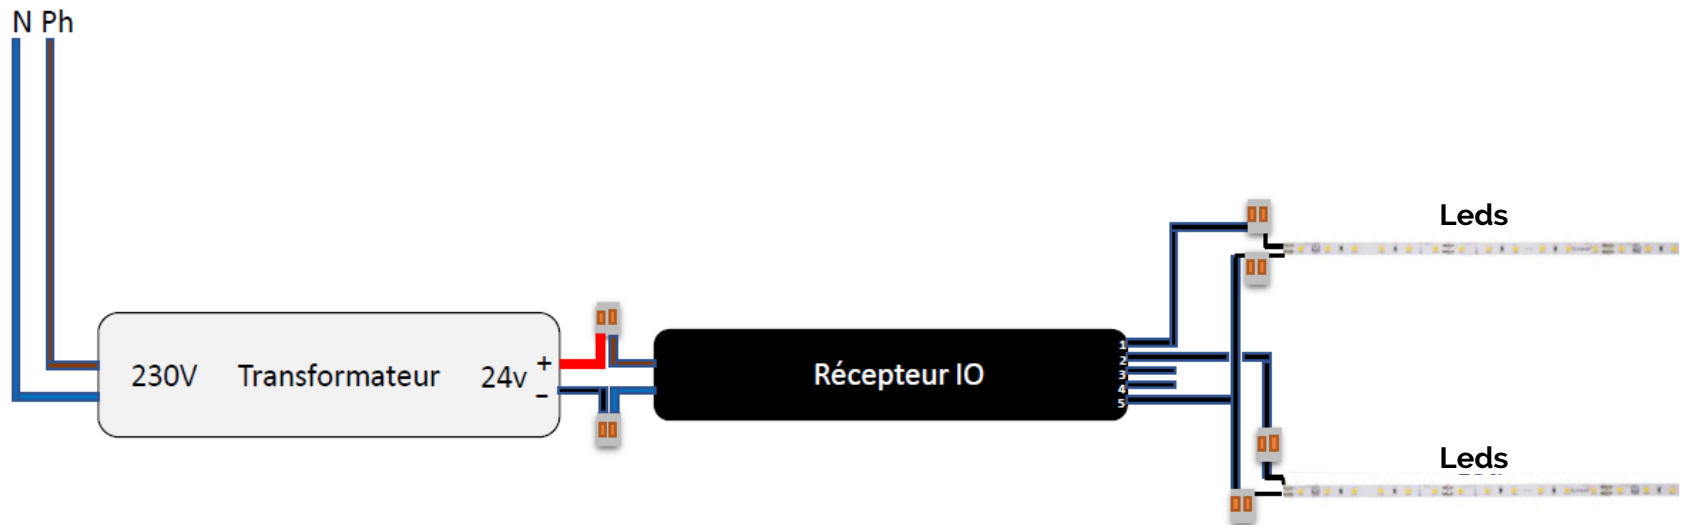 N Ph
Leds
230V Transformateur 24v + -
Récepteur IO
1
2
3
4
5
Leds